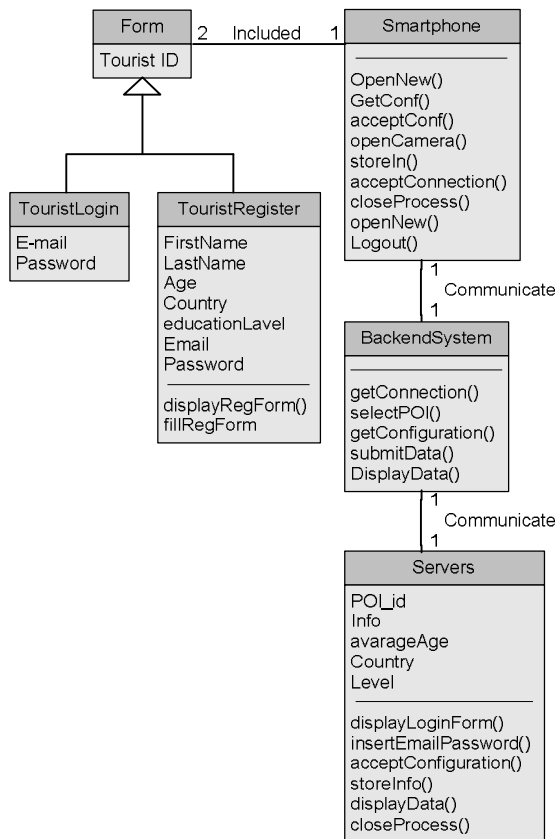 Form
Tourist ID
2 Included 1
Smartphone
OpenNew()
GetConf()
acceptConf()
openCamera()
storeIn()
acceptConnection()
closeProcess()
openNew()
Logout()
TouristLogin
E-mail
Password
TouristRegister
FirstName
LastName
Age
Country
educationLavel
Email
Password
displayRegForm()
fillRegForm
1
Communicate
1
BackendSystem
getConnection()
selectPOI()
getConfiguration()
submitData()
DisplayData()
1
Communicate
1
Servers
POI_id
Info
avarageAge
Country
Level
displayLoginForm()
insertEmailPassword()
acceptConfiguration()
storeInfo()
displayData()
closeProcess()